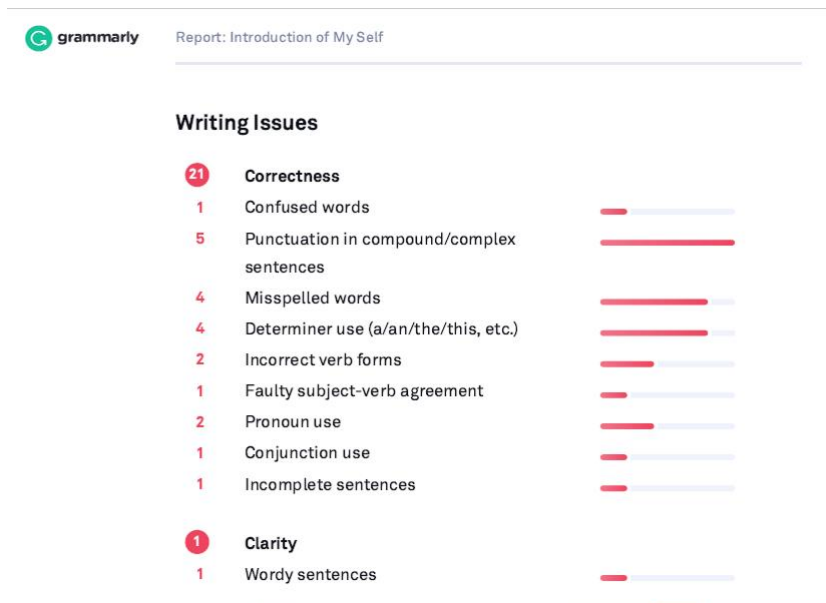 grammarly Report: Introduction of My Self
Writing Issues
21 Correctness
1 Confused words
5 Punctuation in compound/complex
sentences
4 Misspelled words
4 Determiner use (a/an/the/this, etc.)
2 Incorrect verb forms
1 Faulty subject-verb agreement
2 Pronoun use
1 Conjunction use
1 Incomplete sentences
1 Clarity
1 Wordy sentences